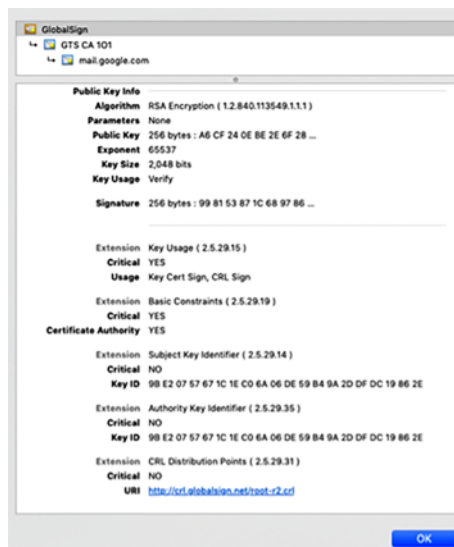 GlobalSign
GTS CA 1O1
mail.google.com
Public Key Info
Algorithm RSA Encryption ( 1.2.840.113549.1.1.1 )
Parameters None
Public Key 256 bytes : A6 CF 24 0E BE 2E 6F 28 ...
Exponent 65537
Key Size 2,048 bits
Key Usage Verify
Signature 256 bytes : 99 81 53 87 1C 68 97 86 ...
Extension Key Usage ( 2.5.29.15 )
Critical YES
Usage Key Cert Sign, CRL Sign
Extension Basic Constraints ( 2.5.29.19 )
Critical YES
Certificate Authority YES
Extension Subject Key Identifier ( 2.5.29.14 )
Critical NO
Key ID 9B E2 07 57 67 1C 1E C0 6A 06 DE 59 B4 9A 2D DF DC 19 86 2E
Extension Authority Key Identifier ( 2.5.29.35 )
Critical NO
Key ID 9B E2 07 57 67 1C 1E C0 6A 06 DE 59 B4 9A 2D DF DC 19 86 2E
Extension CRL Distribution Points ( 2.5.29.31 )
Critical NO
URI http://crl.globalsign.net/root-r2.crl
OK